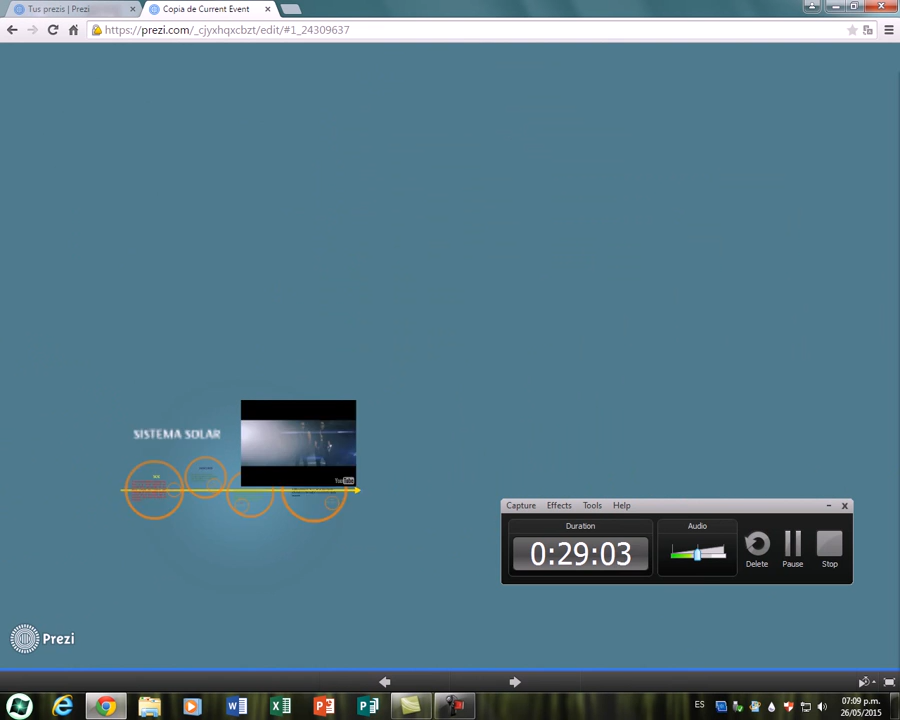 Tus prezis | Prezi
Copia de Current Event
https://prezi.com/_cjyxhqxcbzt/edit/#1_24309637
SISTEMA SOLAR
YouTube
Capture Effects Tools Help
Duration
Audio
0:29:03
Delete Pause Stop
Prezi
ES
07:09 p.m.
26/05/2015